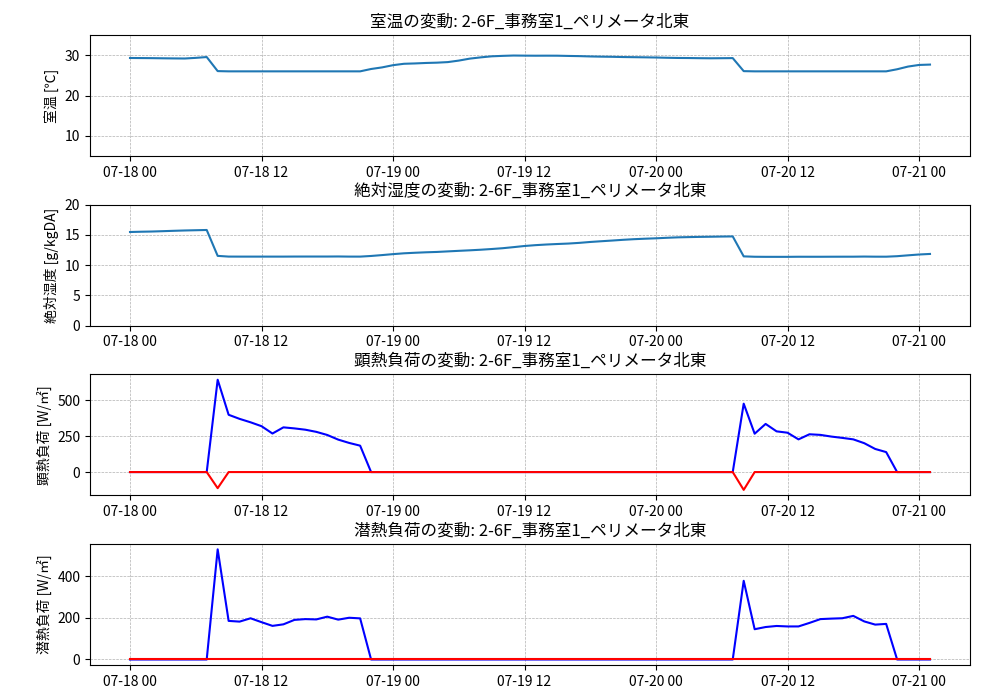 室温の変動: 2-6F_事務室1_ペリメータ北東
室温 [℃]
30
20
10
07-18 00 07-18 12 07-19 00 07-19 12 07-20 00 07-20 12 07-21 00
絶対湿度の変動: 2-6F_事務室1_ペリメータ北東
絶対湿度 [g/kgDA]
20
15
10
5
0
07-18 00 07-18 12 07-19 00 07-19 12 07-20 00 07-20 12 07-21 00
顕熱負荷の変動: 2-6F_事務室1_ペリメータ北東
顕熱負荷 [W/㎡]
500
250
0
07-18 00 07-18 12 07-19 00 07-19 12 07-20 00 07-20 12 07-21 00
潜熱負荷の変動: 2-6F_事務室1_ペリメータ北東
潜熱負荷 [W/㎡]
400
200
0
07-18 00 07-18 12 07-19 00 07-19 12 07-20 00 07-20 12 07-21 00